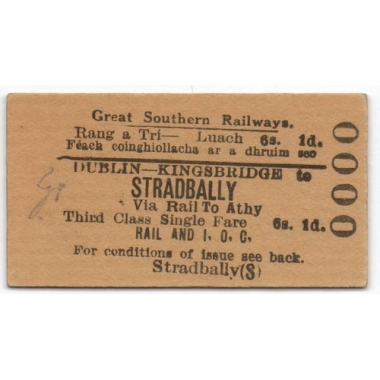 Great Southern Railways.
Rang a Trí— Luach 6s. 1d.
Féach coinghiollacha ar a dhruim seo
DUBLIN—KINGSBRIDGE to
STRADBALLY
Via Rail To Athy
Third Class Single Fare 6s. 1d.
RAIL AND I. O. C.
For conditions of issue see back.
Stradbally(S)
0000